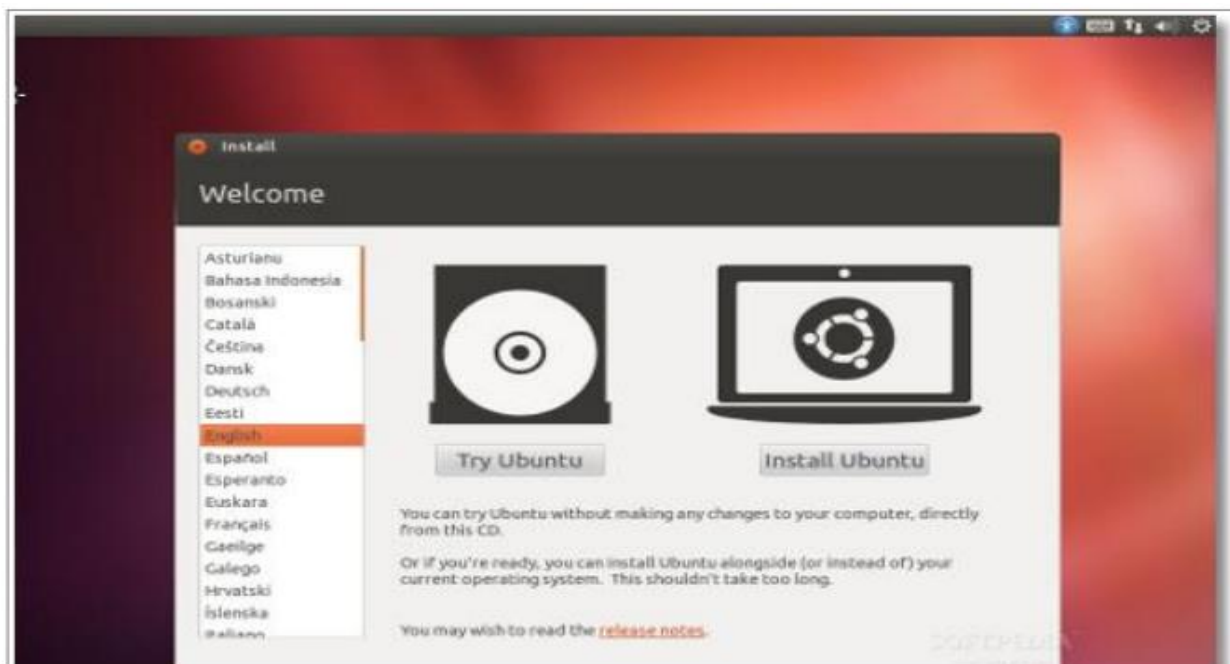 Install
Welcome
Asturianu
Bahasa Indonesia
Bosanski
Català
Čeština
Dansk
Deutsch
Eesti
English
Español
Esperanto
Euskara
Français
Gaeilge
Galego
Hrvatski
Íslenska
Italiano
Try Ubuntu
Install Ubuntu
You can try Ubuntu without making any changes to your computer, directly
from this CD.
Or if you're ready, you can install Ubuntu alongside (or instead of) your
current operating system. This shouldn't take too long.
You may wish to read the release notes.
SOFTPEDIA